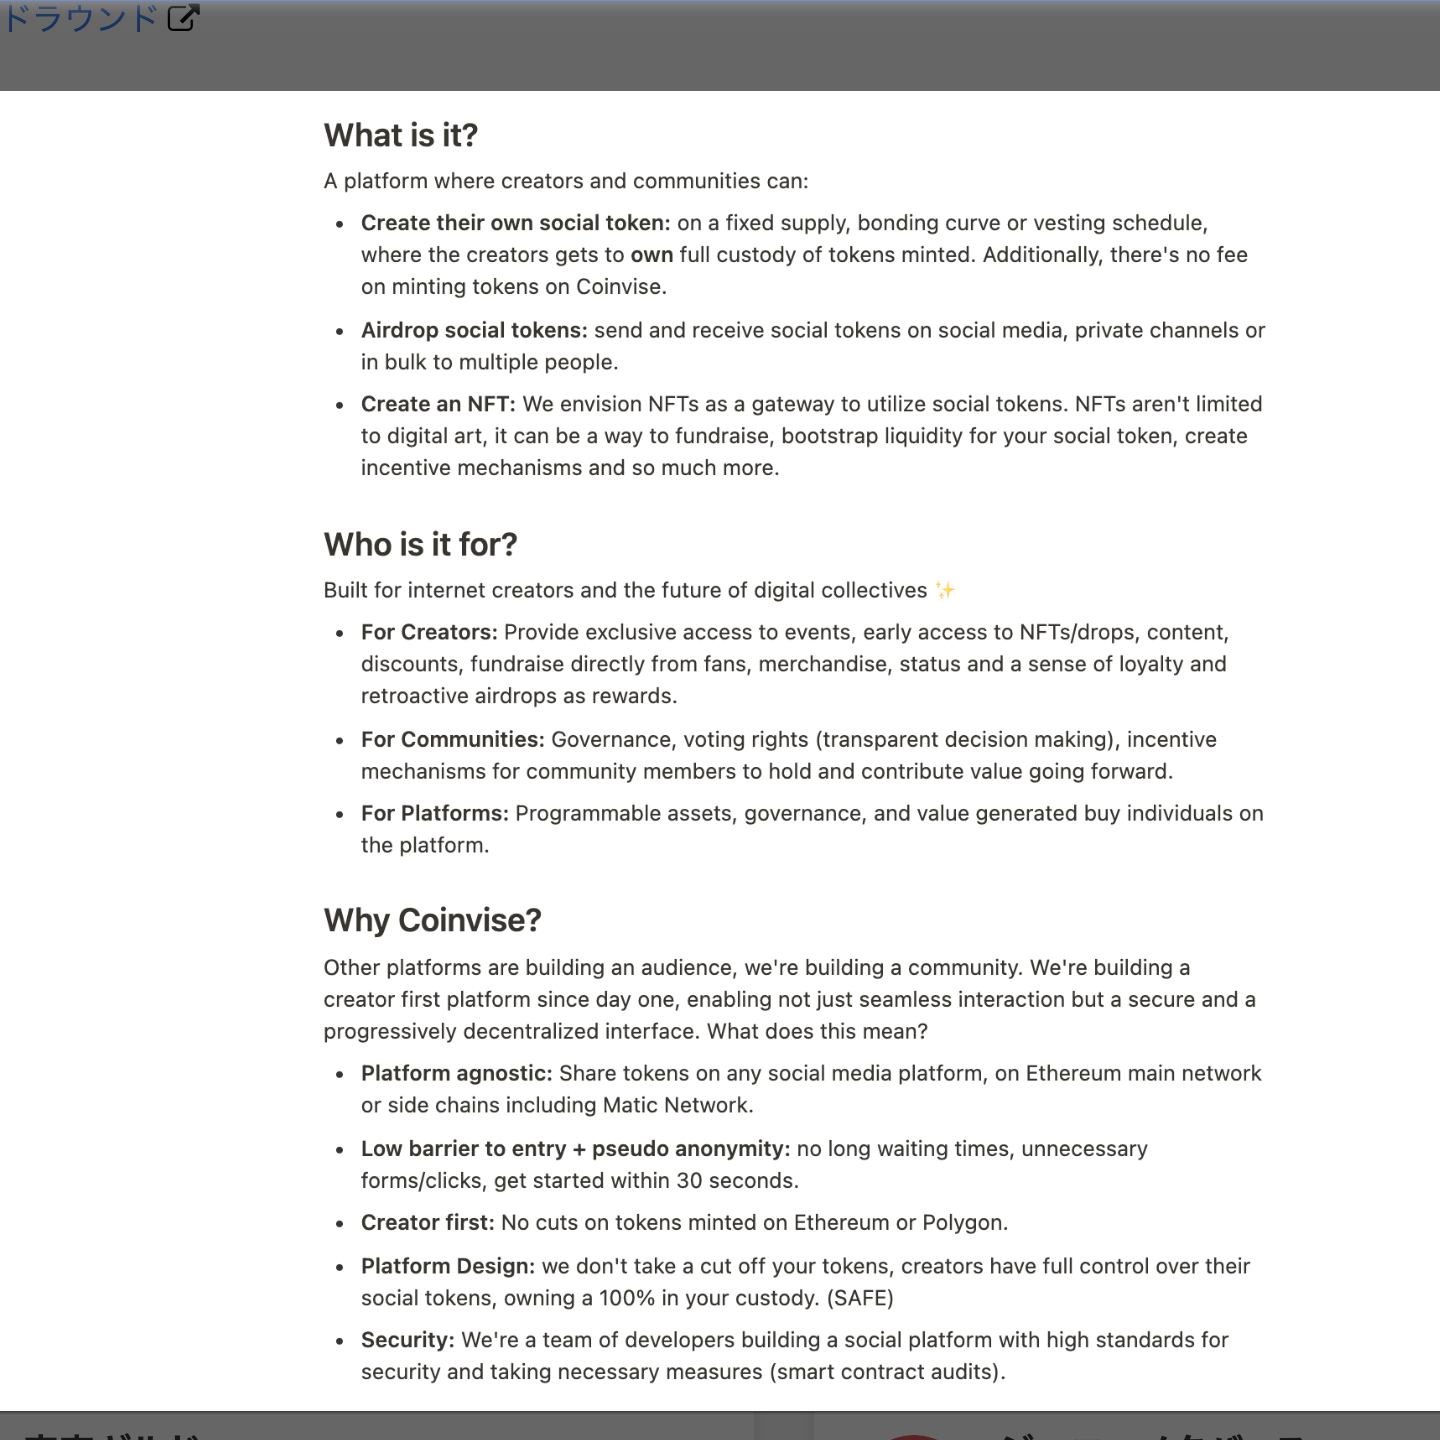 ドラウンド
What is it?
A platform where creators and communities can:
• Create their own social token: on a fixed supply, bonding curve or vesting schedule,
where the creators gets to own full custody of tokens minted. Additionally, there's no fee
on minting tokens on Coinvise.
• Airdrop social tokens: send and receive social tokens on social media, private channels or
in bulk to multiple people.
• Create an NFT: We envision NFTs as a gateway to utilize social tokens. NFTs aren't limited
to digital art, it can be a way to fundraise, bootstrap liquidity for your social token, create
incentive mechanisms and so much more.
Who is it for?
Built for internet creators and the future of digital collectives ✨
• For Creators: Provide exclusive access to events, early access to NFTs/drops, content,
discounts, fundraise directly from fans, merchandise, status and a sense of loyalty and
retroactive airdrops as rewards.
• For Communities: Governance, voting rights (transparent decision making), incentive
mechanisms for community members to hold and contribute value going forward.
• For Platforms: Programmable assets, governance, and value generated buy individuals on
the platform.
Why Coinvise?
Other platforms are building an audience, we're building a community. We're building a
creator first platform since day one, enabling not just seamless interaction but a secure and a
progressively decentralized interface. What does this mean?
• Platform agnostic: Share tokens on any social media platform, on Ethereum main network
or side chains including Matic Network.
• Low barrier to entry + pseudo anonymity: no long waiting times, unnecessary
forms/clicks, get started within 30 seconds.
• Creator first: No cuts on tokens minted on Ethereum or Polygon.
• Platform Design: we don't take a cut off your tokens, creators have full control over their
social tokens, owning a 100% in your custody. (SAFE)
• Security: We're a team of developers building a social platform with high standards for
security and taking necessary measures (smart contract audits).